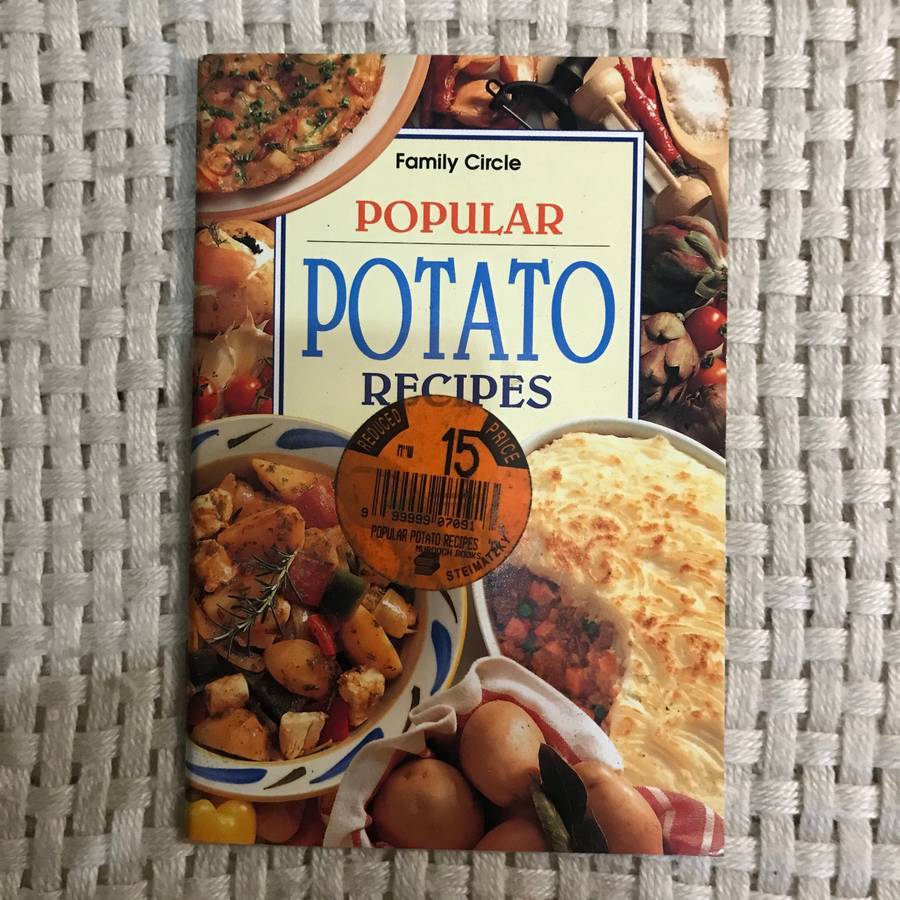 Family Circle
POPULAR
POTATO
RECIPES
REDUCED PRICE
ש"ח 15
9 99999 07091
POPULAR POTATO RECIPES
MURDOCH BOOKS
STEIMATZKY